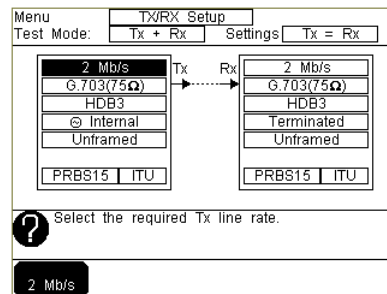 Menu TX/RX Setup
Test Mode: Tx + Rx Settings Tx = Rx
2 Mb/s Tx Rx 2 Mb/s
G.703(75Ω) G.703(75Ω)
HDB3 HDB3
Internal Terminated
Unframed Unframed
PRBS15 ITU PRBS15 ITU
? Select the required Tx line rate.
2 Mb/s